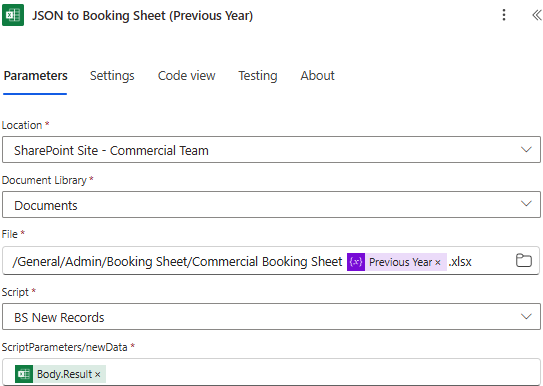 JSON to Booking Sheet (Previous Year)
Parameters Settings Code view Testing About
Location *
SharePoint Site - Commercial Team
Document Library *
Documents
File *
/General/Admin/Booking Sheet/Commercial Booking Sheet {x} Previous Year × .xlsx
Script *
BS New Records
ScriptParameters/newData *
Body.Result ×